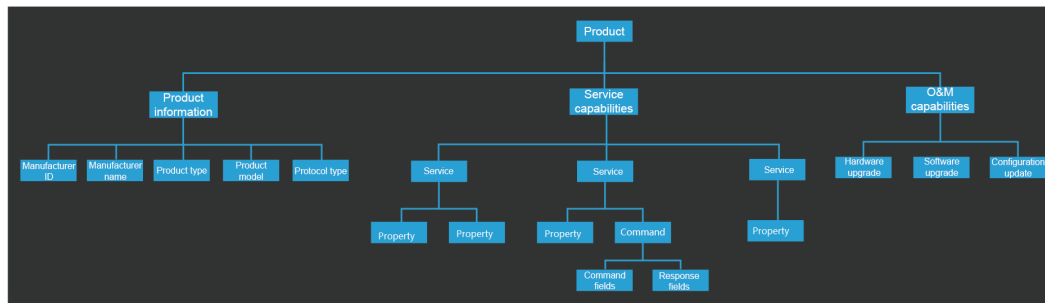 Product
Product
information
Service
capabilities
O&M
capabilities
Manufacturer
ID
Manufacturer
name
Product type
Product
model
Protocol type
Service
Service
Service
Hardware
upgrade
Software
upgrade
Configuration
update
Property
Property
Property
Command
Property
Command
fields
Response
fields